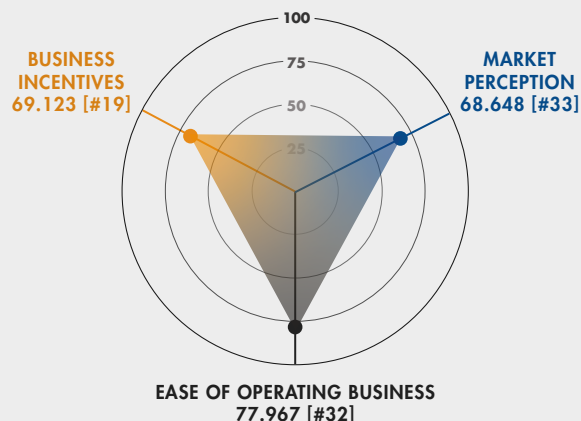 100
75
50
25
BUSINESS
INCENTIVES
69.123 [#19]
MARKET
PERCEPTION
68.648 [#33]
EASE OF OPERATING BUSINESS
77.967 [#32]